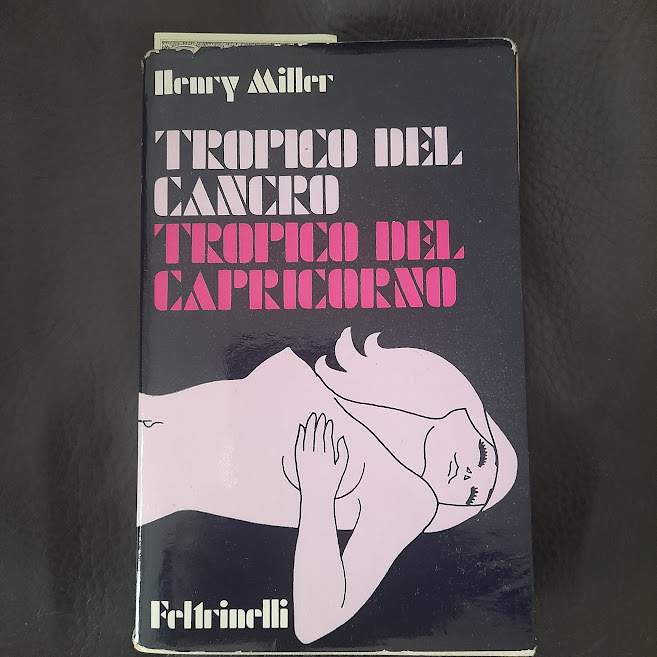 Henry Miller
TROPICO DEL
CANCRO
TROPICO DEL
CAPRICORNO
Feltrinelli